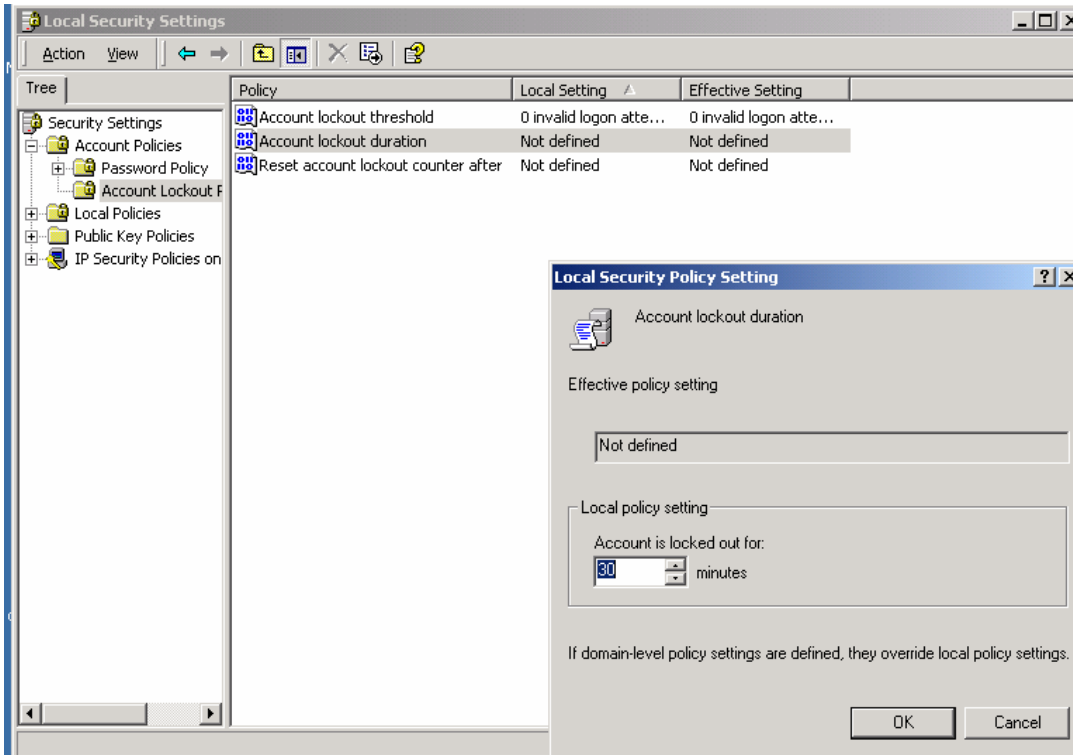 Local Security Settings
Action View
Tree
Policy Local Setting Effective Setting
Security Settings
Account Policies
Password Policy
Account Lockout P
Local Policies
Public Key Policies
IP Security Policies on
Account lockout threshold 0 invalid logon atte... 0 invalid logon atte...
Account lockout duration Not defined Not defined
Reset account lockout counter after Not defined Not defined
Local Security Policy Setting
Account lockout duration
Effective policy setting
Not defined
Local policy setting
Account is locked out for:
30 minutes
If domain-level policy settings are defined, they override local policy settings.
OK Cancel